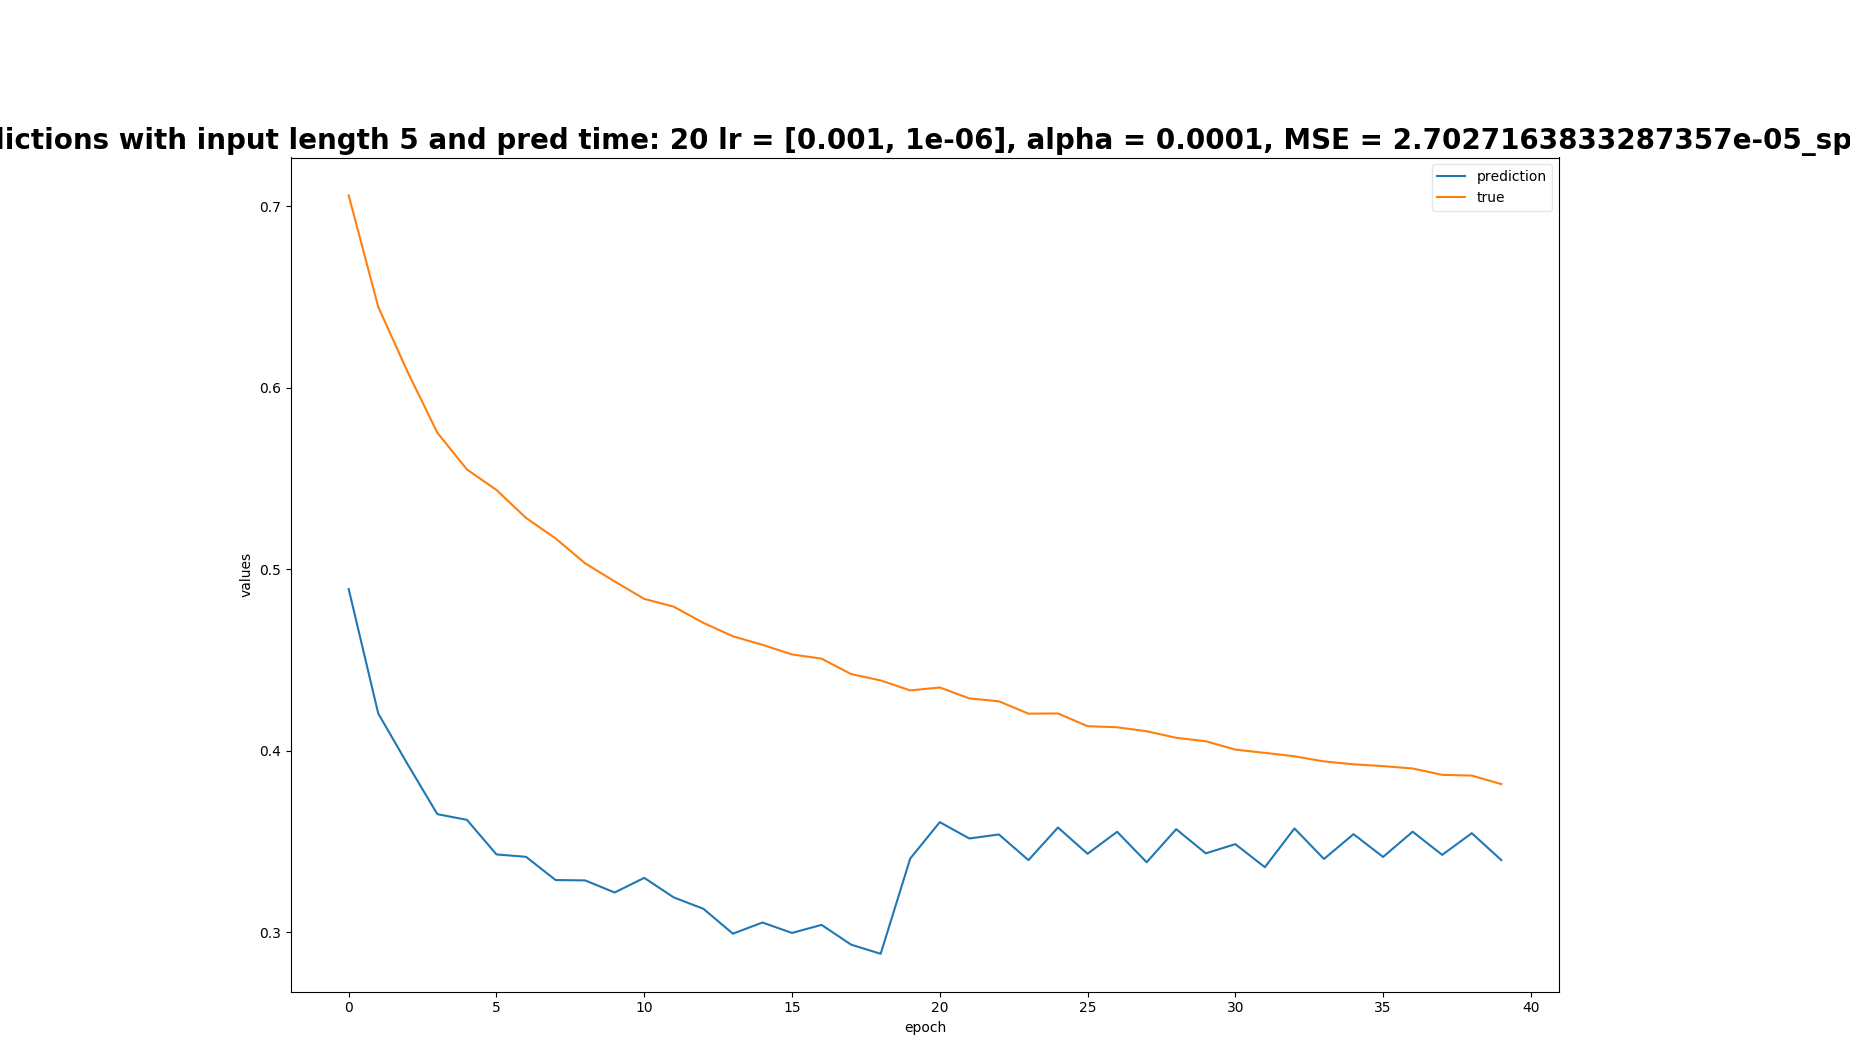 with input length 5 and pred time: 20 lr = [0.001, 1e-06], alpha = 0.0001, MSE = 2.7027163833287357e-05_sp
prediction
true
0.7
0.6
0.5
0.4
0.3
values
0 5 10 15 20 25 30 35 40
epoch